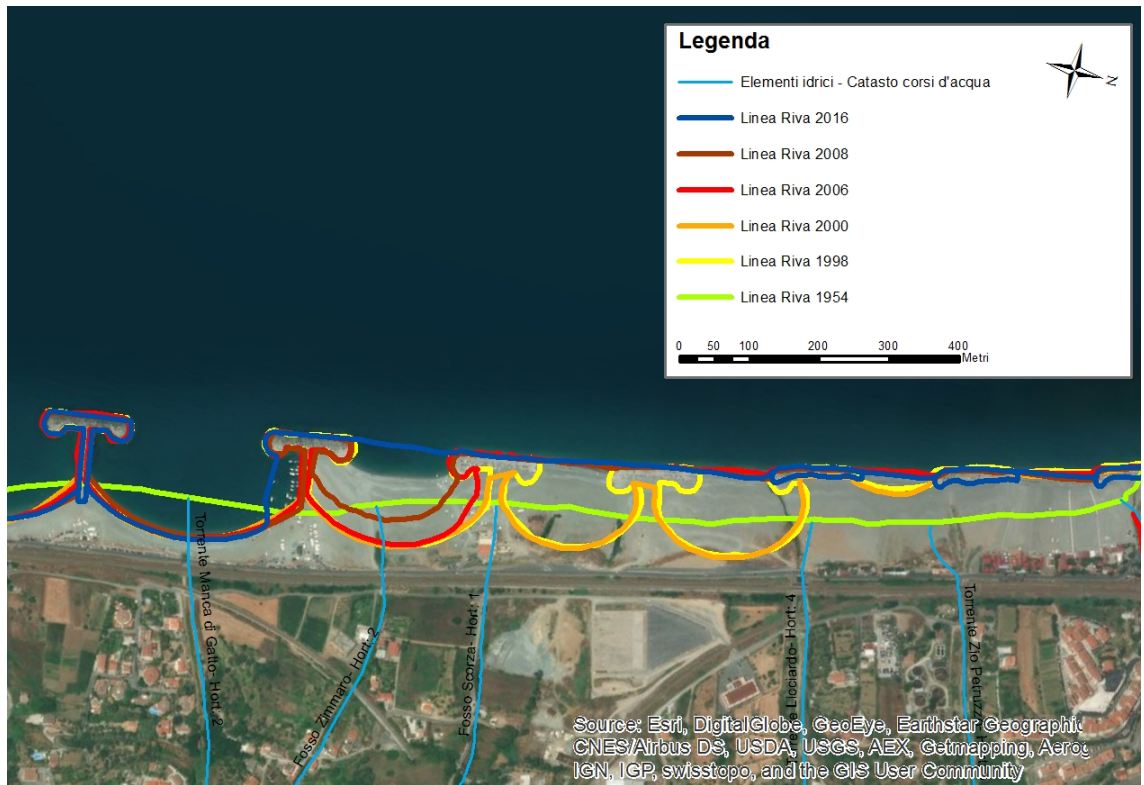 Legenda
N
Elementi idrici - Catasto corsi d'acqua
Linea Riva 2016
Linea Riva 2008
Linea Riva 2006
Linea Riva 2000
Linea Riva 1998
Linea Riva 1954
0 50 100 200 300 400
Metri
Torrente Manca di Gatto- Hort: 2
Fosso Zimmaro- Hort: 2
Fosso Scorza- Hort: 1
Licciardo- Hort: 4
Torrente Zio Petruzz
Source: Esri, DigitalGlobe, GeoEye, Earthstar Geographic
CNES/Airbus DS, USDA, USGS, AEX, Getmapping, Aerog
IGN, IGP, swisstopo, and the GIS User Community